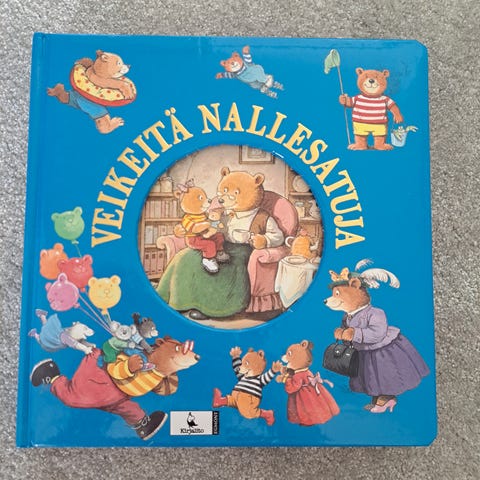 VEIKEITÄ NALLESATUJA
Kirjalito
EGMONT